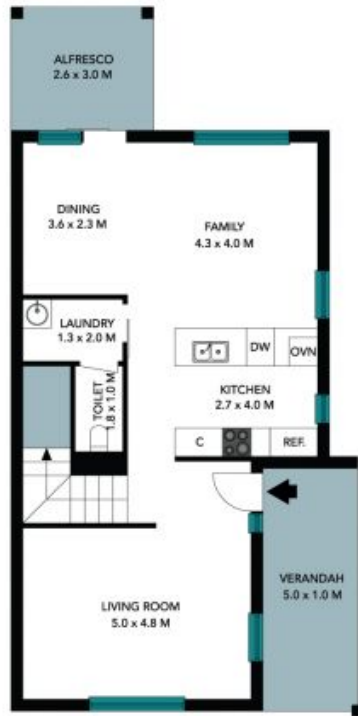 ALFRESCO
2.6 x 3.0 M
DINING
3.6 x 2.3 M
FAMILY
4.3 x 4.0 M
LAUNDRY
1.3 x 2.0 M
TOILET
1.8 x 1.0 M
DW
OVN
KITCHEN
2.7 x 4.0 M
C
REF.
LIVING ROOM
5.0 x 4.8 M
VERANDAH
5.0 x 1.0 M